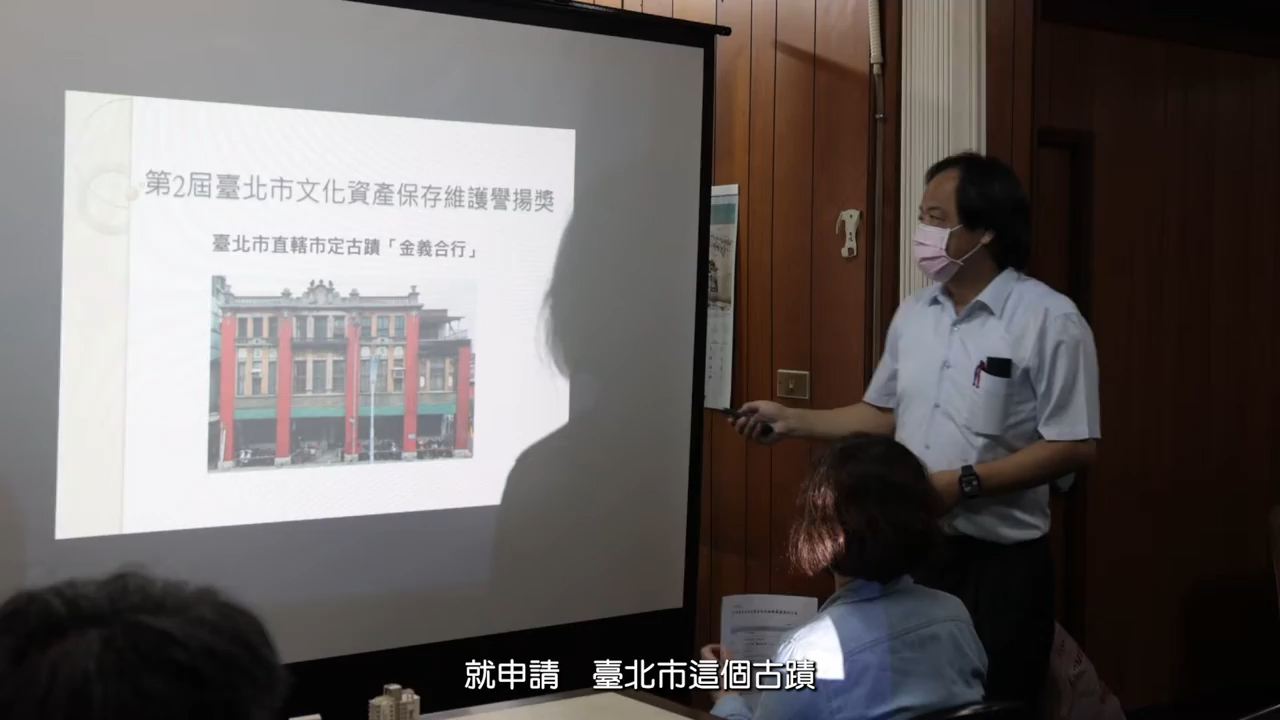 第2屆臺北市文化資產保存維護譽揚獎
臺北市直轄市定古蹟「金義合行」
就申請　臺北市這個古蹟